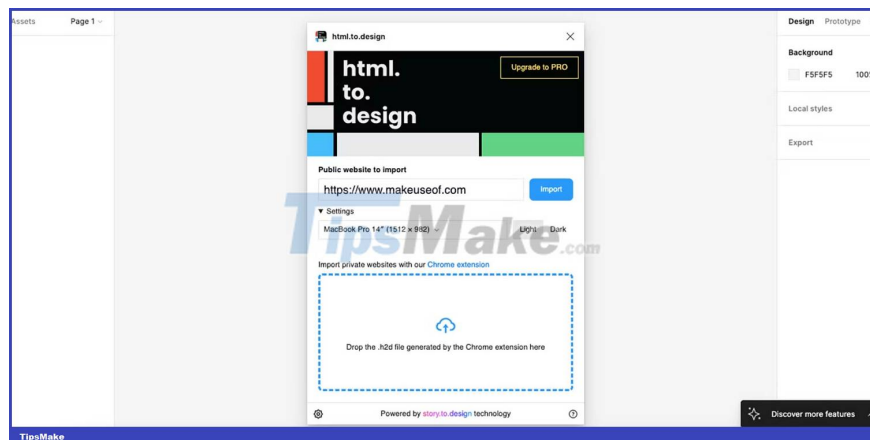 Assets Page 1
html.to.design
html.
to.
design
Upgrade to PRO
Public website to import
https://www.makeuseof.com
Import
Settings
MacBook Pro 14" (1512 × 982)
Light Dark
TipsMake.com
Import private websites with our Chrome extension
Drop the .h2d file generated by the Chrome extension here
Powered by story.to.design technology
Design Prototype
Background
F5F5F5 100%
Local styles
Export
Discover more features
TipsMake